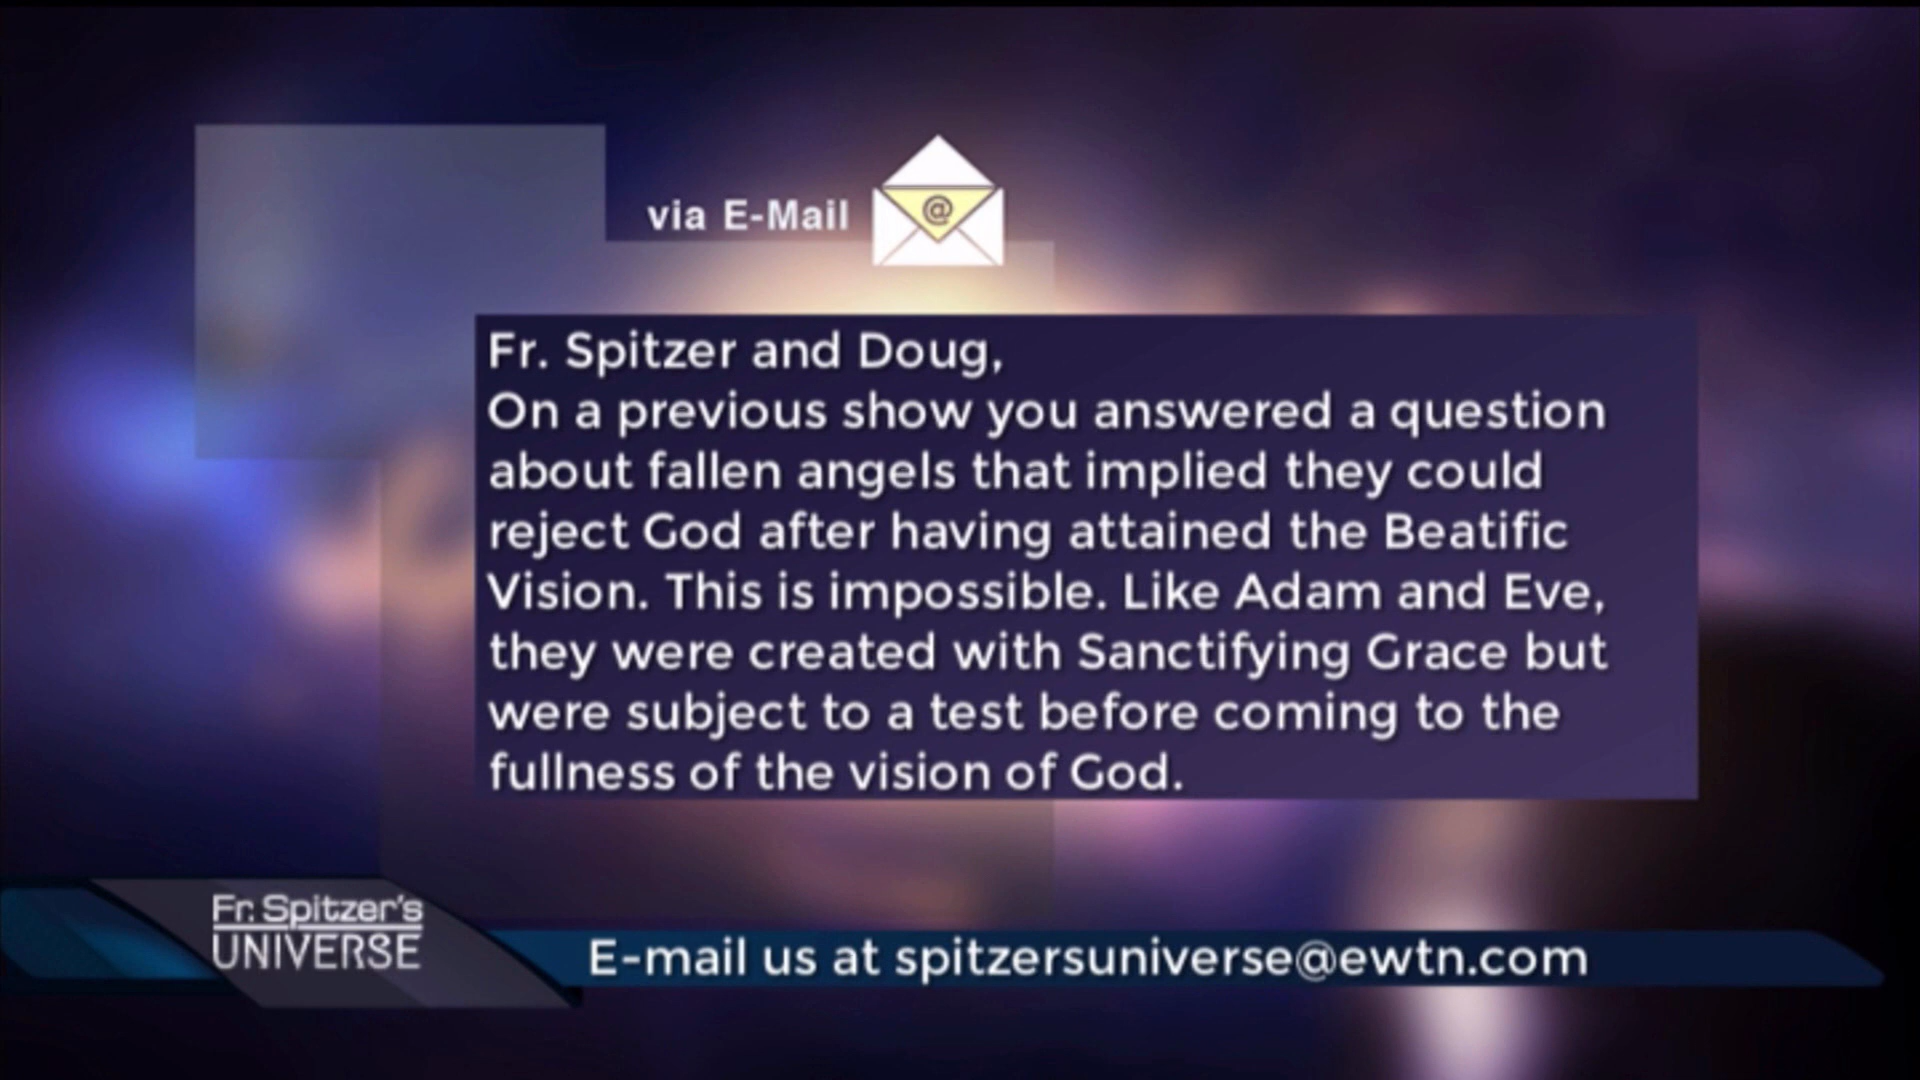 via E-Mail
@
Fr. Spitzer and Doug,
On a previous show you answered a question
about fallen angels that implied they could
reject God after having attained the Beatific
Vision. This is impossible. Like Adam and Eve,
they were created with Sanctifying Grace but
were subject to a test before coming to the
fullness of the vision of God.
Fr. Spitzer's
UNIVERSE
E-mail us at spitzersuniverse@ewtn.com